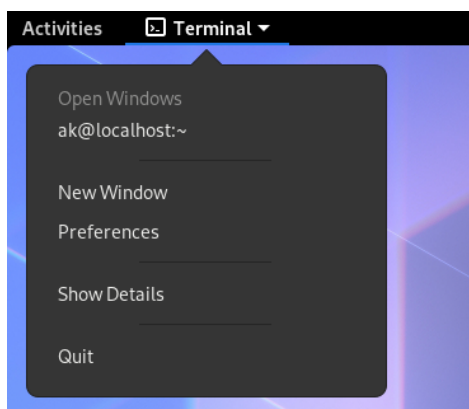 Activities Terminal
Open Windows
ak@localhost:~
New Window
Preferences
Show Details
Quit